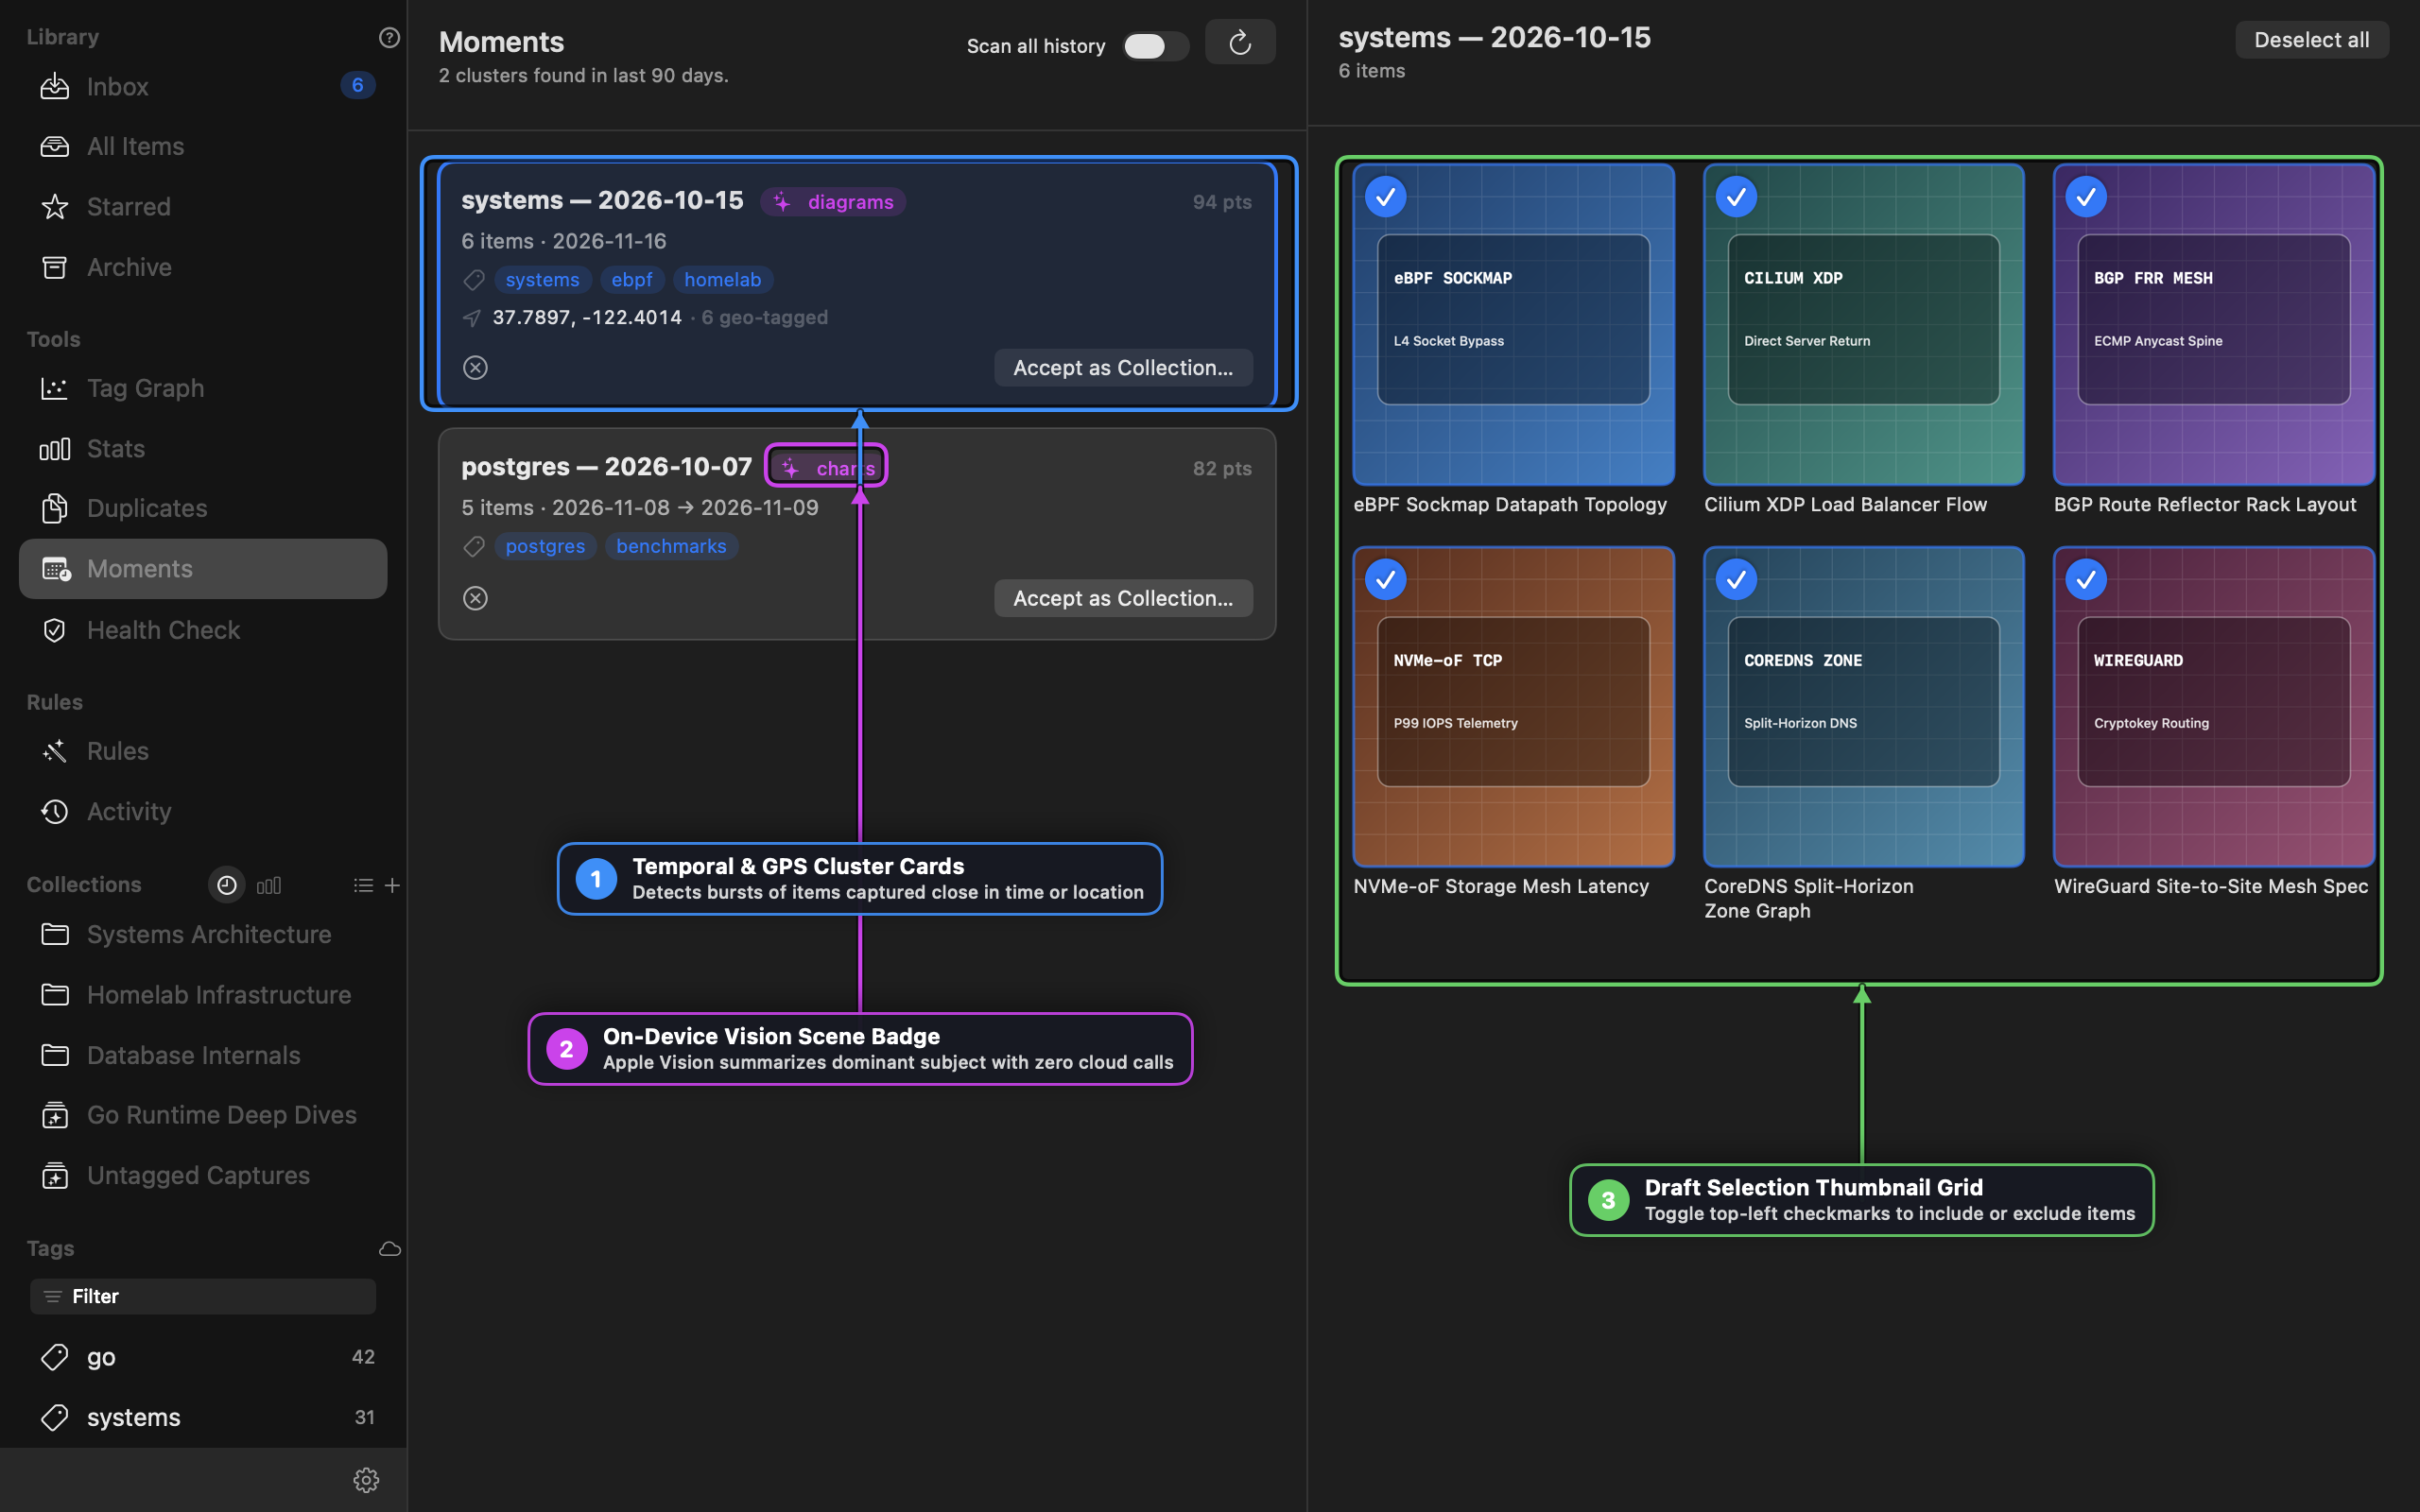 Library
Inbox
6
All Items
Starred
Archive
Tools
Tag Graph
Stats
Duplicates
Moments
Health Check
Rules
Rules
Activity
Collections
Systems Architecture
Homelab Infrastructure
Database Internals
Go Runtime Deep Dives
Untagged Captures
Tags
Filter
go 42
systems 31
Moments
2 clusters found in last 90 days.
Scan all history
systems — 2026-10-15 diagrams 94 pts
6 items · 2026-11-16
systems ebpf homelab
37.7897, -122.4014 · 6 geo-tagged
Accept as Collection...
postgres — 2026-10-07 charts 82 pts
5 items · 2026-11-08 → 2026-11-09
postgres benchmarks
Accept as Collection...
1 Temporal & GPS Cluster Cards
Detects bursts of items captured close in time or location
2 On-Device Vision Scene Badge
Apple Vision summarizes dominant subject with zero cloud calls
systems — 2026-10-15
6 items
Deselect all
eBPF SOCKMAP
L4 Socket Bypass
eBPF Sockmap Datapath Topology
CILIUM XDP
Direct Server Return
Cilium XDP Load Balancer Flow
BGP FRR MESH
ECMP Anycast Spine
BGP Route Reflector Rack Layout
NVMe-oF TCP
P99 IOPS Telemetry
NVMe-oF Storage Mesh Latency
COREDNS ZONE
Split-Horizon DNS
CoreDNS Split-Horizon
Zone Graph
WIREGUARD
Cryptokey Routing
WireGuard Site-to-Site Mesh Spec
3 Draft Selection Thumbnail Grid
Toggle top-left checkmarks to include or exclude items